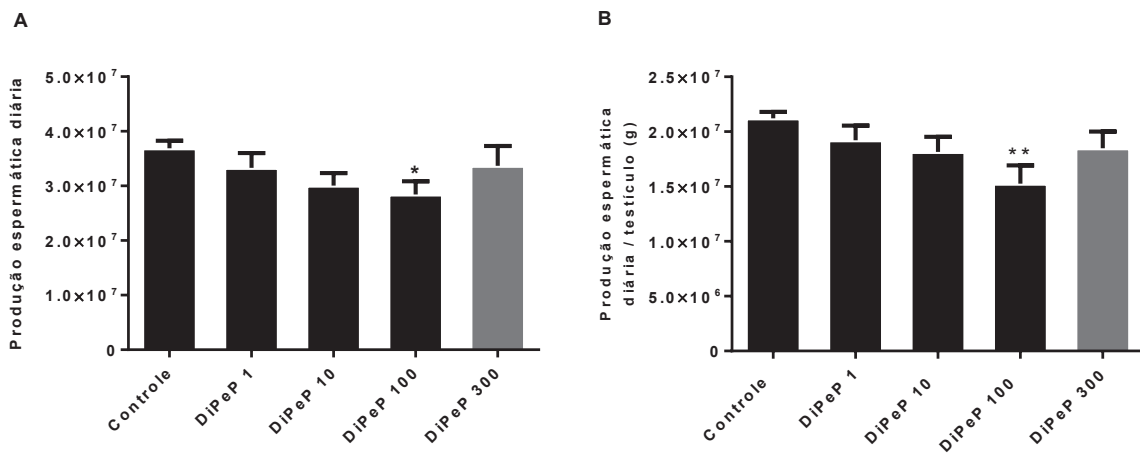 A
Produção espermática diária
5.0×10⁷
4.0×10⁷
3.0×10⁷
2.0×10⁷
1.0×10⁷
0
*
Controle
DiPeP 1
DiPeP 10
DiPeP 100
DiPeP 300
B
Produção espermática
diária / testículo (g)
2.5×10⁷
2.0×10⁷
1.5×10⁷
1.0×10⁷
5.0×10⁶
0
**
Controle
DiPeP 1
DiPeP 10
DiPeP 100
DiPeP 300